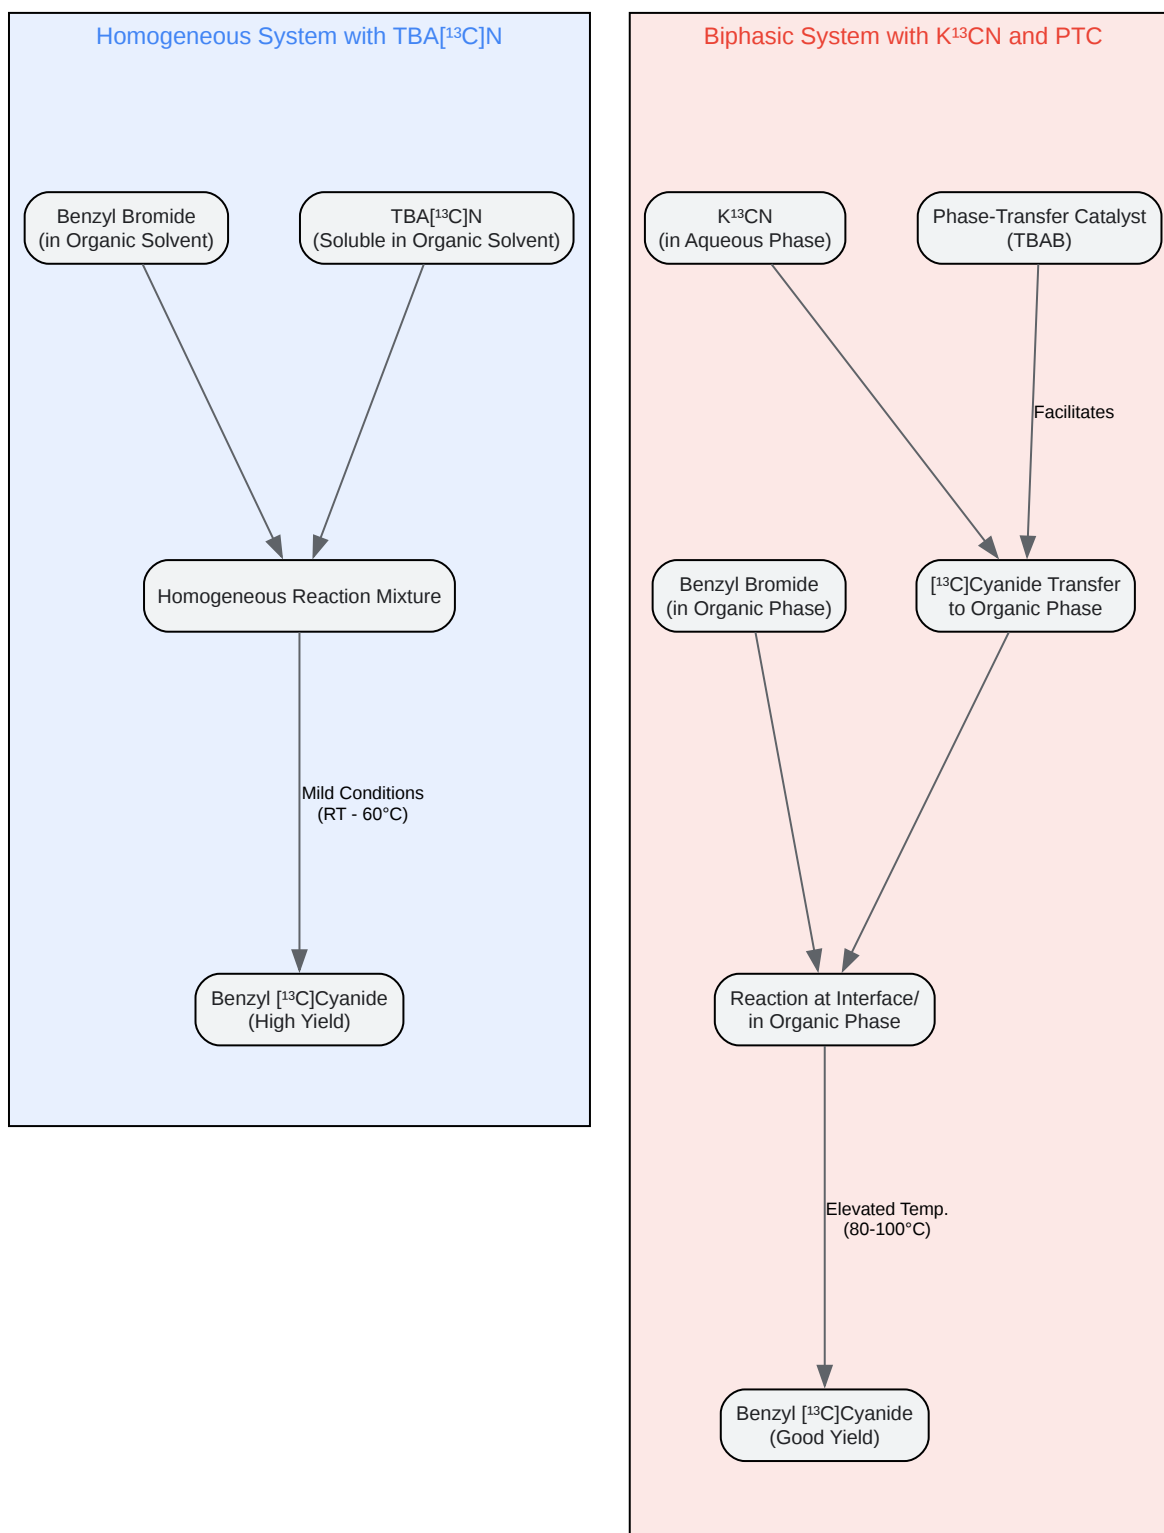 Homogeneous System with TBA[¹³C]N
Benzyl Bromide
(in Organic Solvent)
TBA[¹³C]N
(Soluble in Organic Solvent)
Homogeneous Reaction Mixture
Mild Conditions
(RT - 60°C)
Benzyl [¹³C]Cyanide
(High Yield)
Biphasic System with K¹³CN and PTC
K¹³CN
(in Aqueous Phase)
Phase-Transfer Catalyst
(TBAB)
Facilitates
Benzyl Bromide
(in Organic Phase)
[¹³C]Cyanide Transfer
to Organic Phase
Reaction at Interface/
in Organic Phase
Elevated Temp.
(80-100°C)
Benzyl [¹³C]Cyanide
(Good Yield)